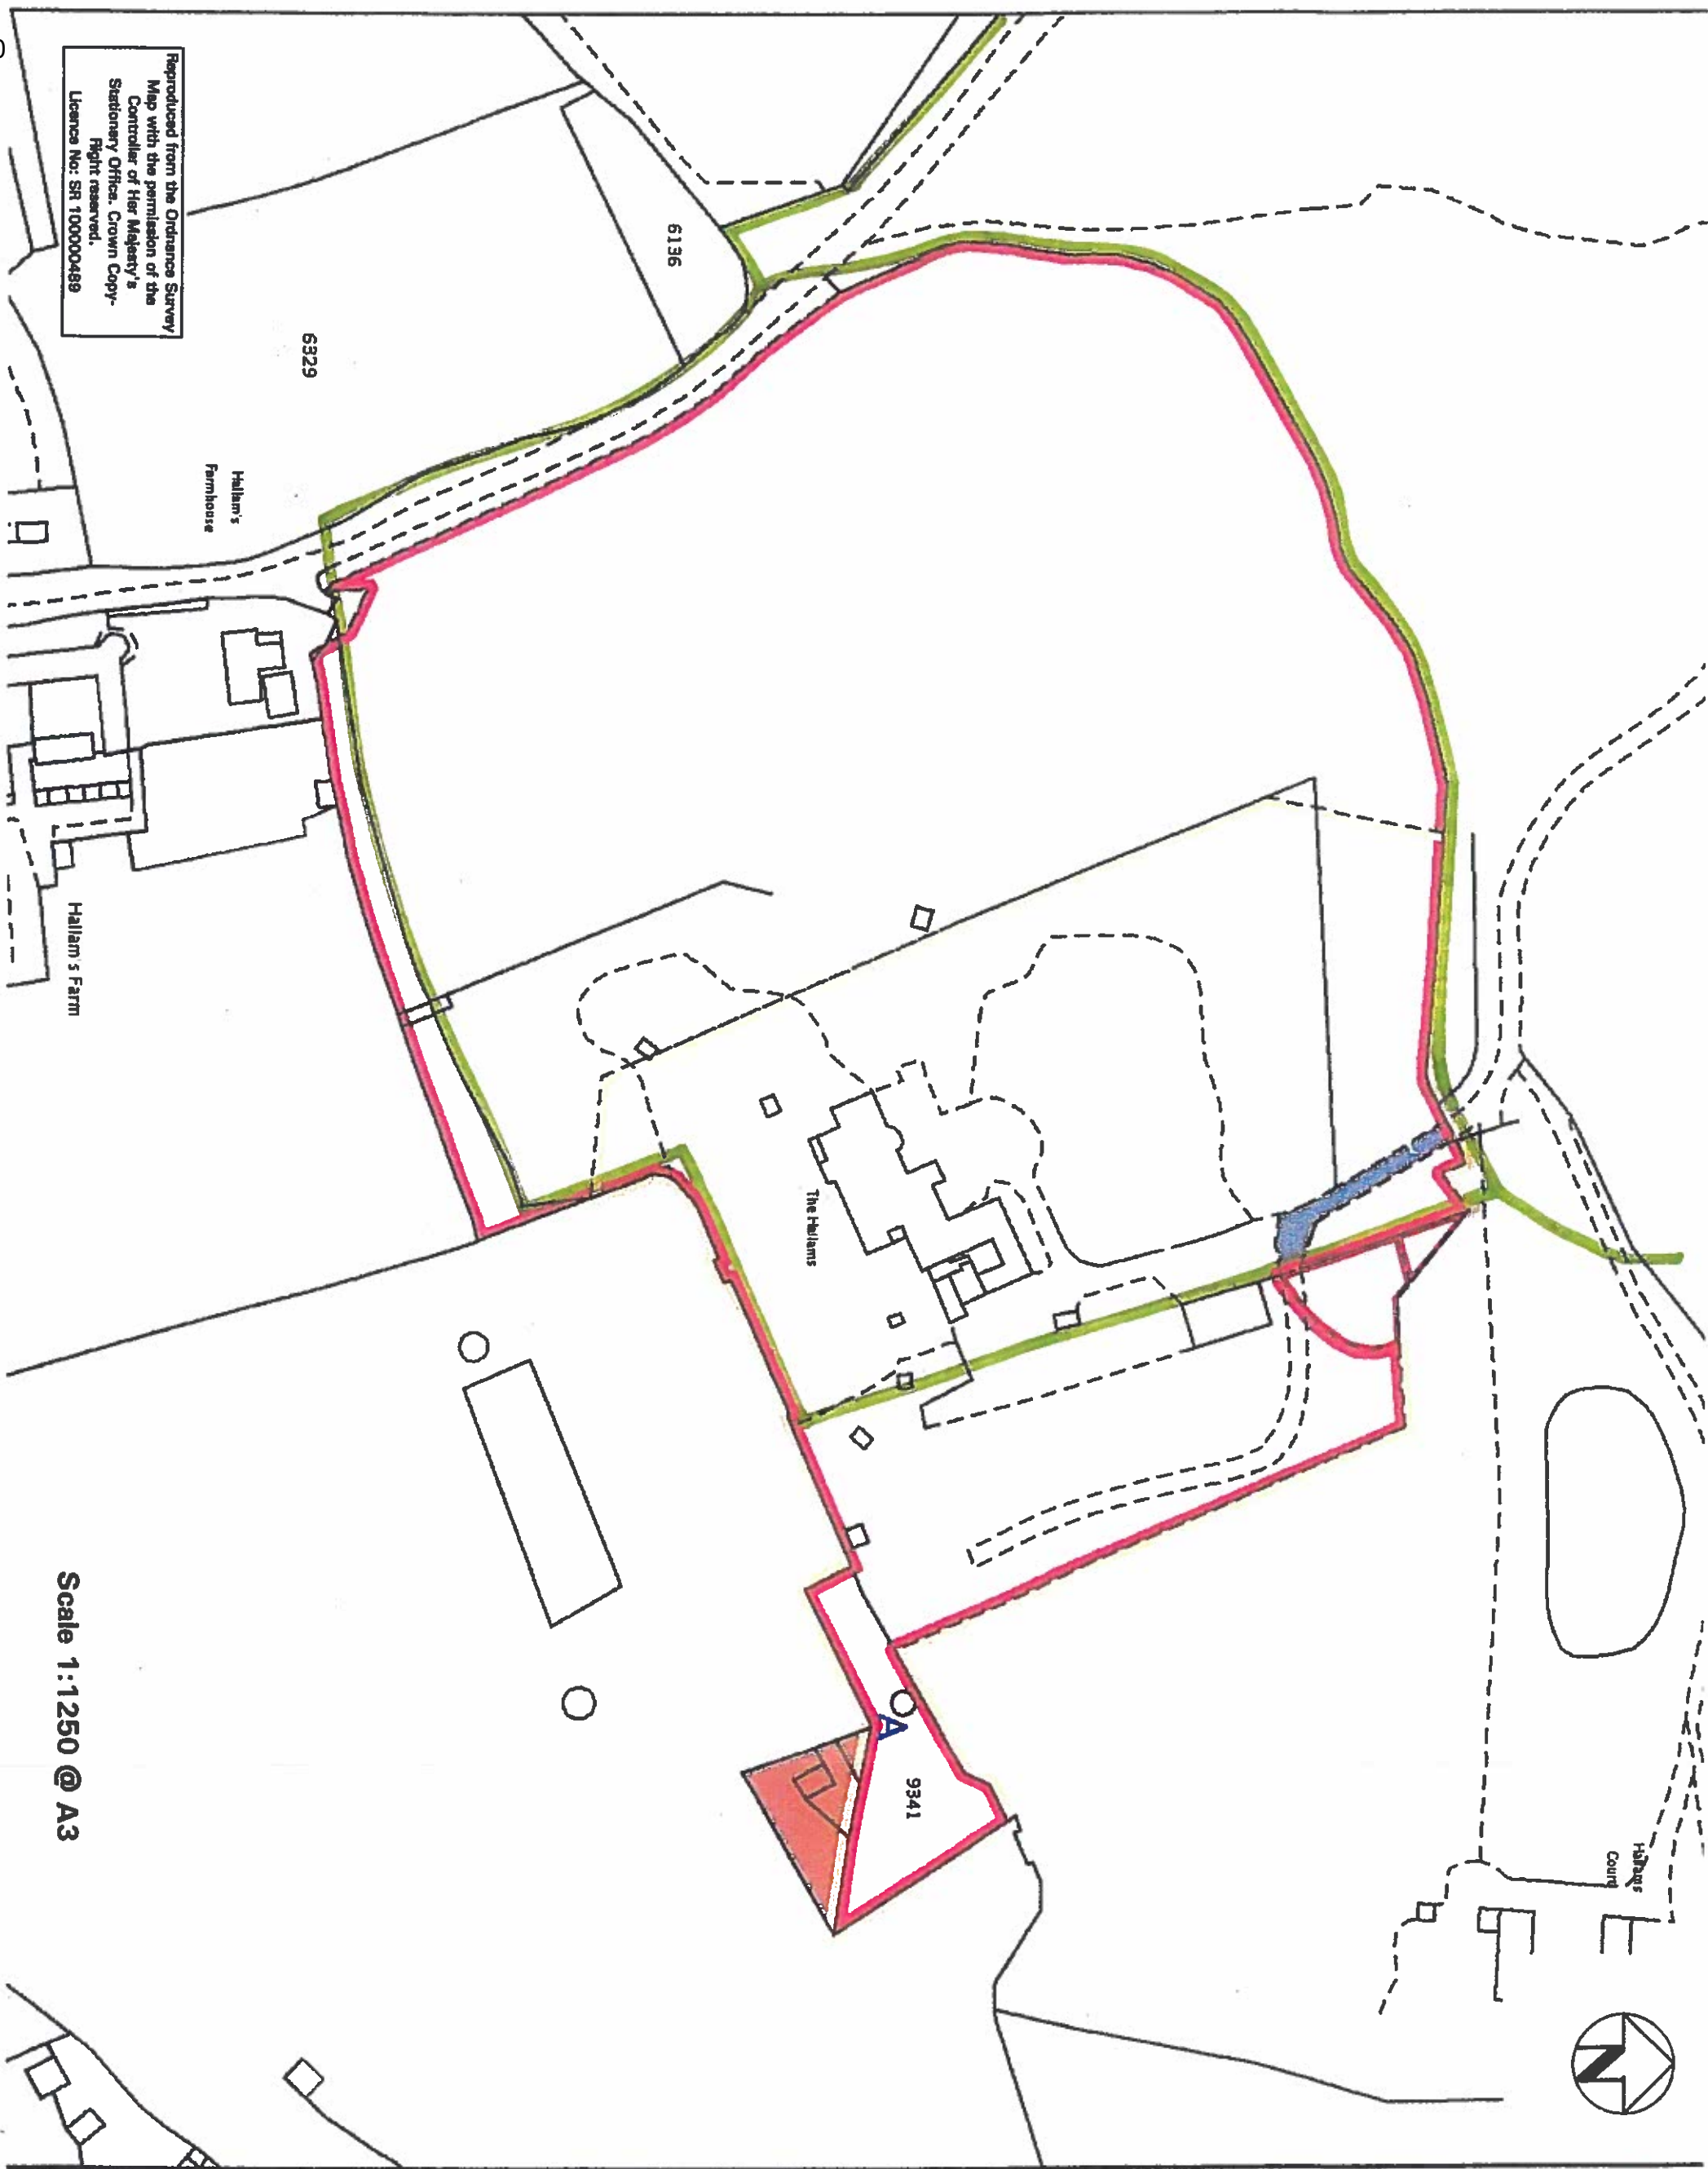 Reproduced from the Ordnance Survey
Map with the permission of the
Controller of Her Majesty's
Stationery Office. Crown Copy-
Right reserved.
Licence No: SR 100000489
6136
6329
Hallam's
Farmhouse
Hallam's Farm
The Hallams
A
9341
Hallams
Court
N
Scale 1:1250 @ A3